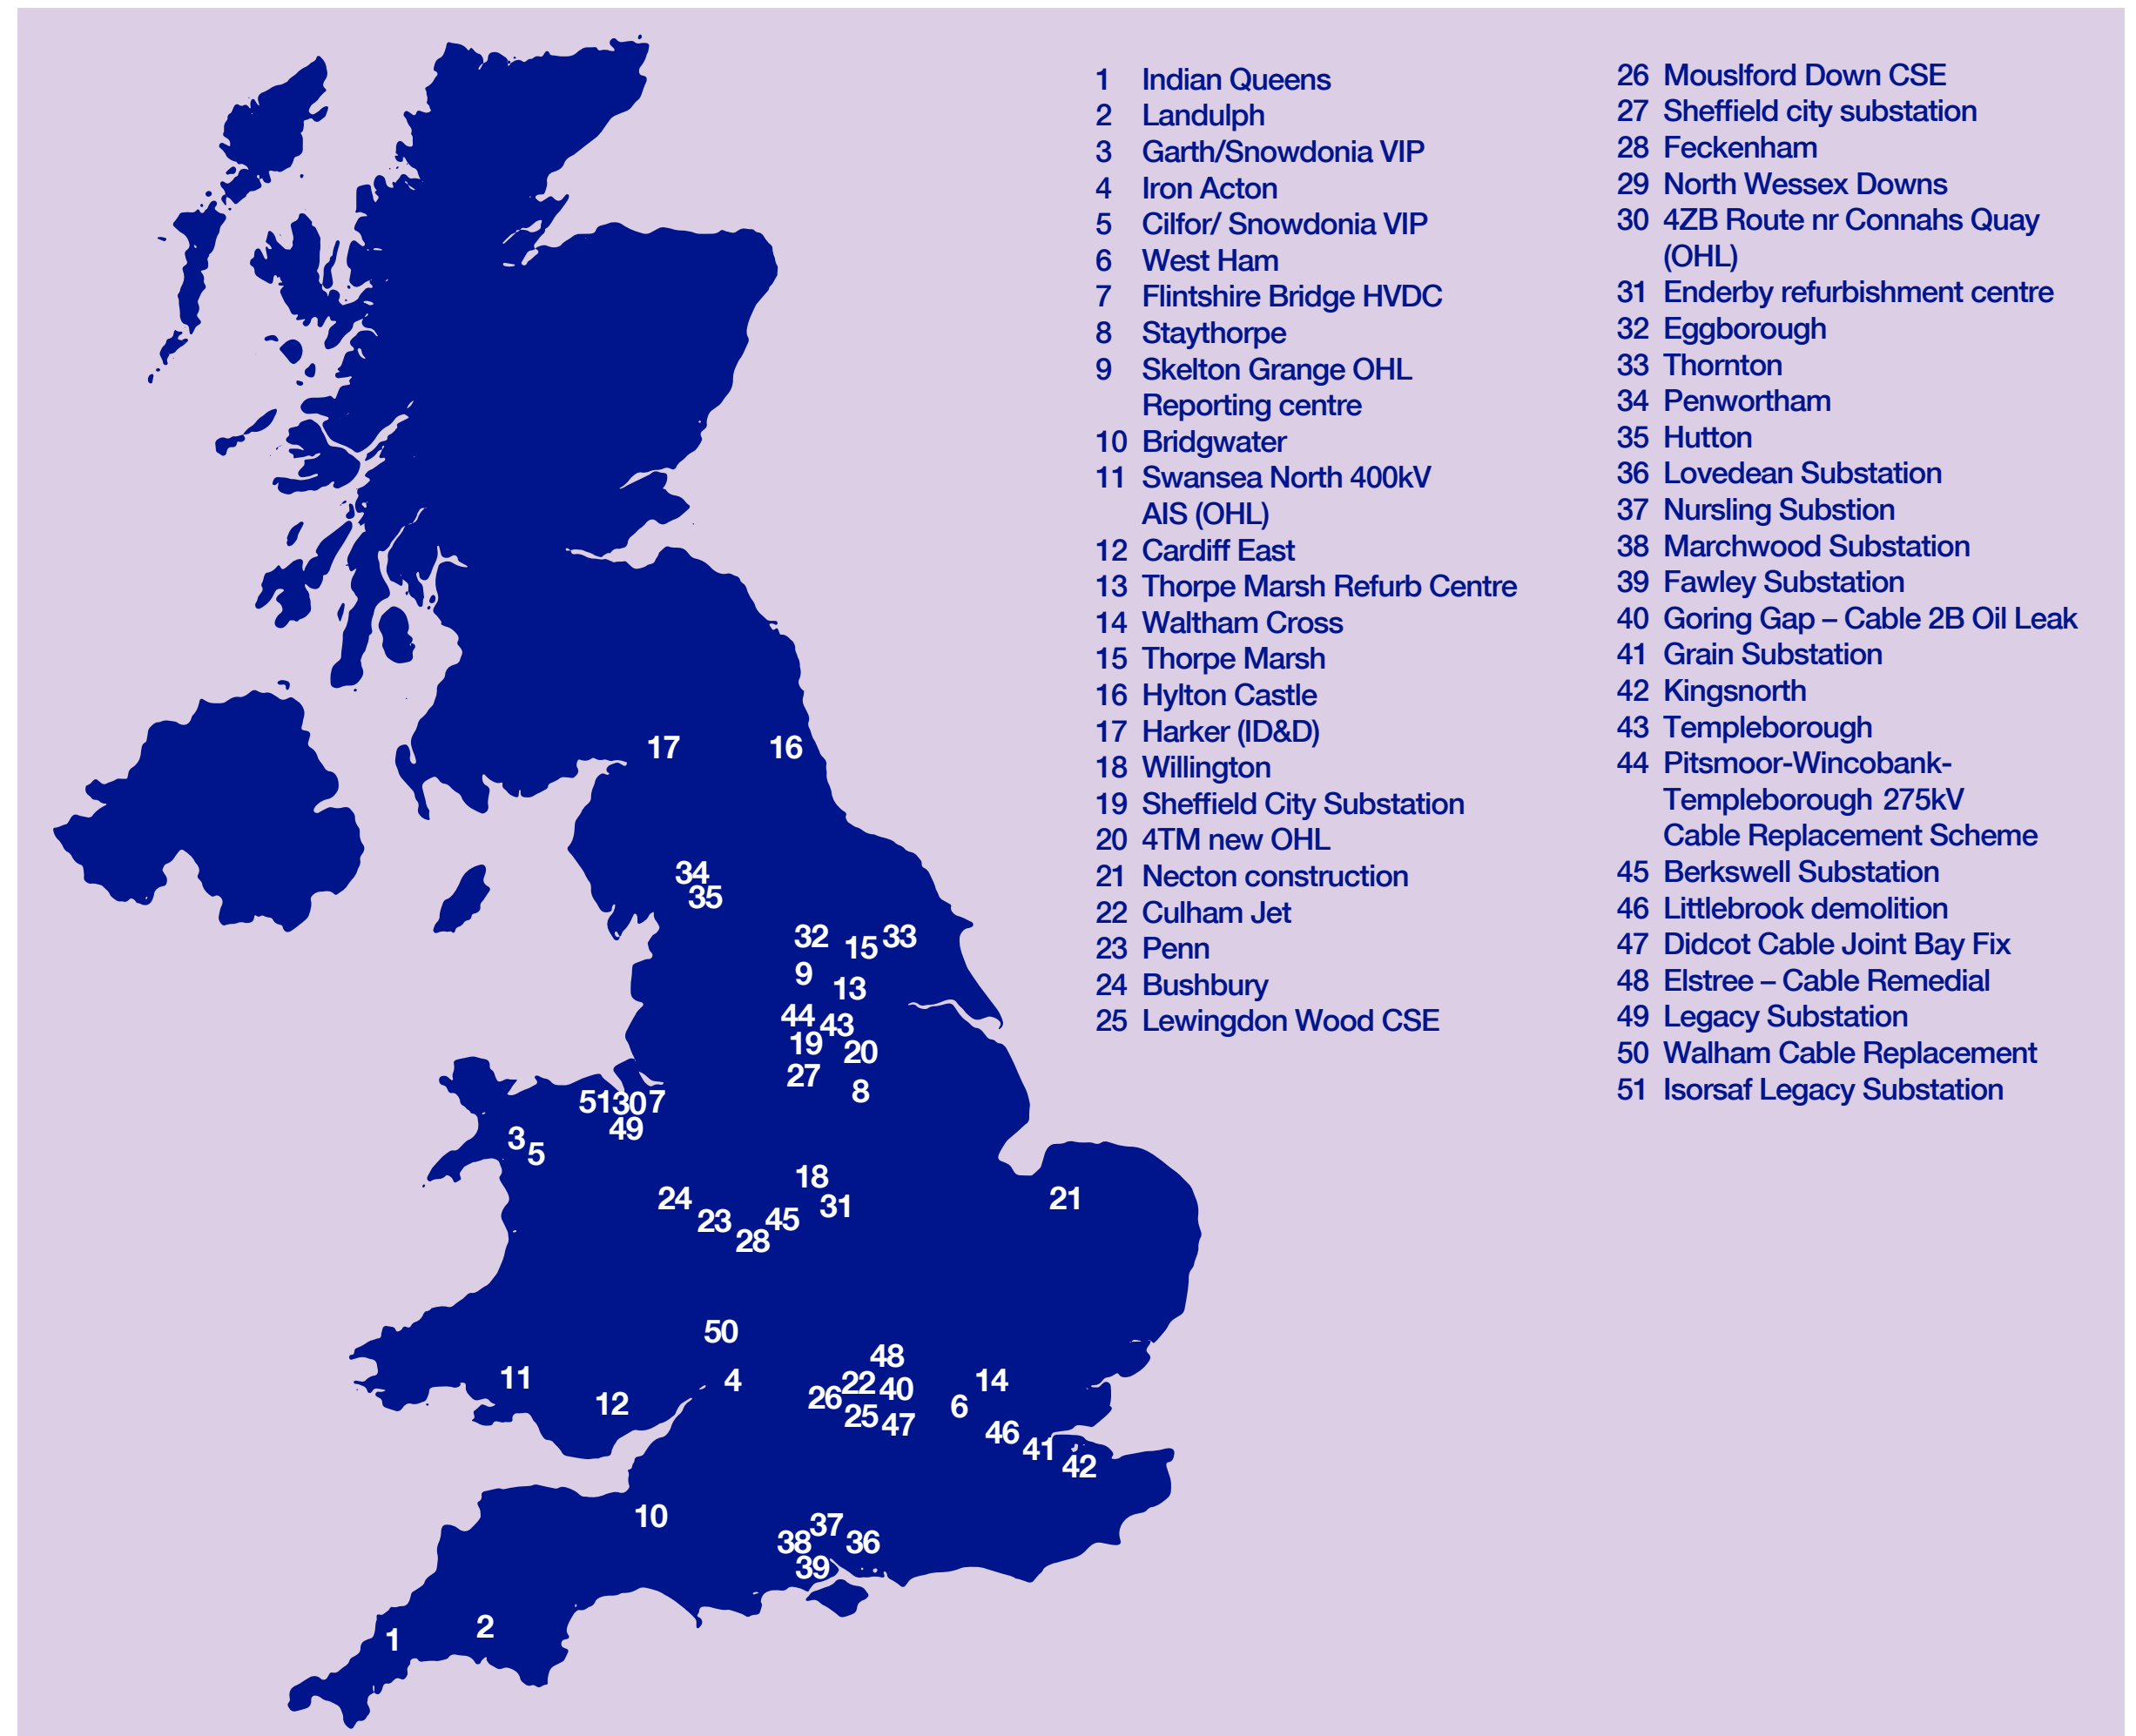 1 Indian Queens
2 Landulph
3 Garth/Snowdonia VIP
4 Iron Acton
5 Cilfor/ Snowdonia VIP
6 West Ham
7 Flintshire Bridge HVDC
8 Staythorpe
9 Skelton Grange OHL
Reporting centre
10 Bridgwater
11 Swansea North 400kV
AIS (OHL)
12 Cardiff East
13 Thorpe Marsh Refurb Centre
14 Waltham Cross
15 Thorpe Marsh
16 Hylton Castle
17 Harker (ID&D)
18 Willington
19 Sheffield City Substation
20 4TM new OHL
21 Necton construction
22 Culham Jet
23 Penn
24 Bushbury
25 Lewingdon Wood CSE
26 Mouslford Down CSE
27 Sheffield city substation
28 Feckenham
29 North Wessex Downs
30 4ZB Route nr Connahs Quay
(OHL)
31 Enderby refurbishment centre
32 Eggborough
33 Thornton
34 Penwortham
35 Hutton
36 Lovedean Substation
37 Nursling Substion
38 Marchwood Substation
39 Fawley Substation
40 Goring Gap – Cable 2B Oil Leak
41 Grain Substation
42 Kingsnorth
43 Templeborough
44 Pitsmoor-Wincobank-
Templeborough 275kV
Cable Replacement Scheme
45 Berkswell Substation
46 Littlebrook demolition
47 Didcot Cable Joint Bay Fix
48 Elstree – Cable Remedial
49 Legacy Substation
50 Walham Cable Replacement
51 Isorsaf Legacy Substation
17
16
34
35
32
15
33
9
13
44
43
19
20
27
8
51
30
7
49
3
5
18
24
31
21
23
45
28
50
48
11
4
22
40
14
12
26
6
25
47
46
41
42
10
37
38
36
39
2
1